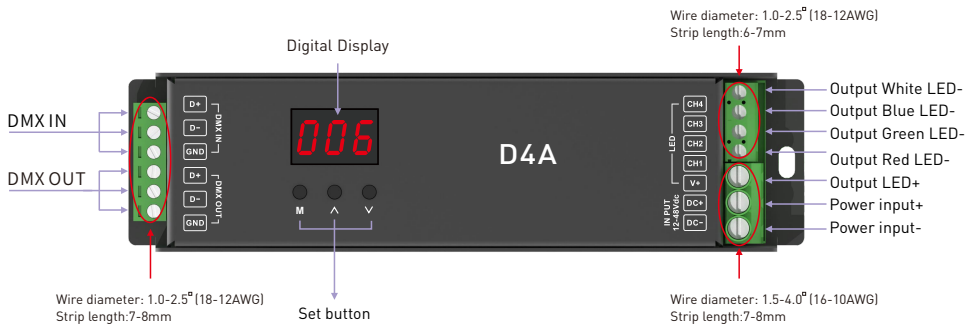 Wire diameter: 1.0-2.5▫ (18-12AWG)
Strip length:6-7mm
Digital Display
DMX IN
DMX OUT
D+
D-
GND
DMX IN
D+
D-
GND
DMX OUT
006
M
D4A
LED
CH4
CH3
CH2
CH1
V+
INPUT
12-48Vdc
DC+
DC-
Output White LED-
Output Blue LED-
Output Green LED-
Output Red LED-
Output LED+
Power input+
Power input-
Wire diameter: 1.0-2.5▫ (18-12AWG)
Strip length:7-8mm
Set button
Wire diameter: 1.5-4.0▫ (16-10AWG)
Strip length:7-8mm